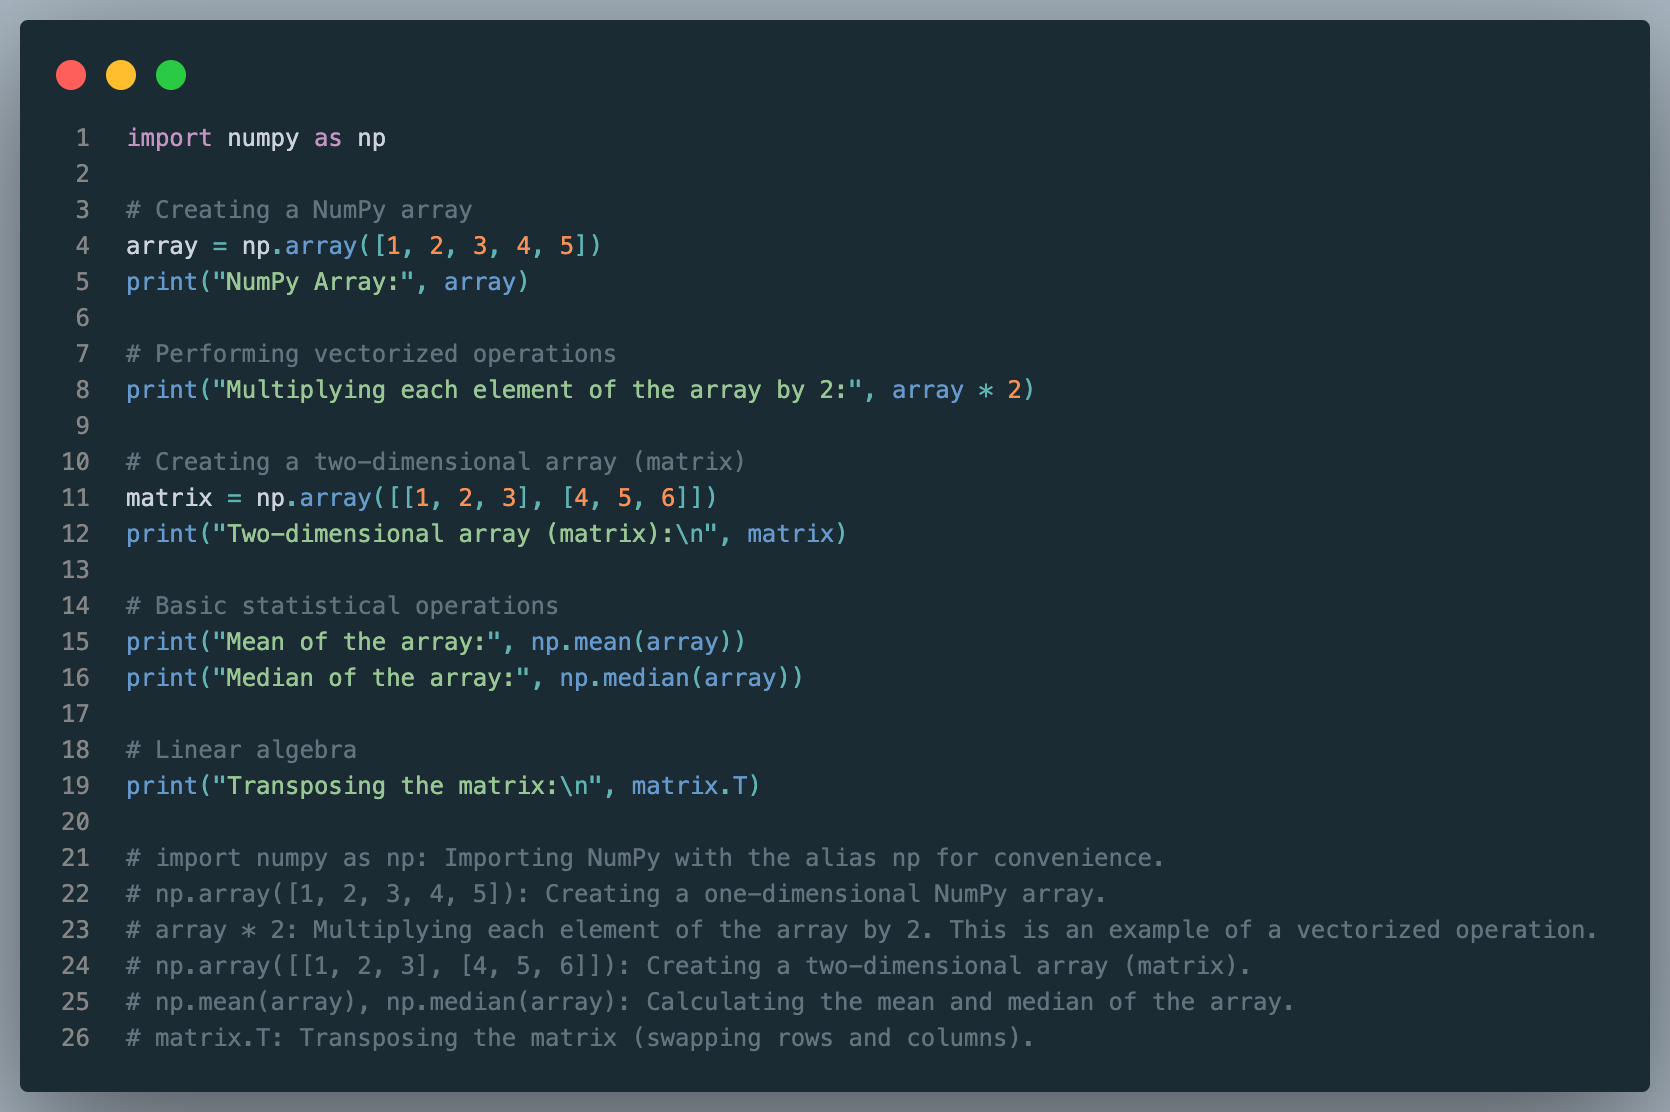 1 import numpy as np
2
3 # Creating a NumPy array
4 array = np.array([1, 2, 3, 4, 5])
5 print("NumPy Array:", array)
6
7 # Performing vectorized operations
8 print("Multiplying each element of the array by 2:", array * 2)
9
10 # Creating a two-dimensional array (matrix)
11 matrix = np.array([[1, 2, 3], [4, 5, 6]])
12 print("Two-dimensional array (matrix):\n", matrix)
13
14 # Basic statistical operations
15 print("Mean of the array:", np.mean(array))
16 print("Median of the array:", np.median(array))
17
18 # Linear algebra
19 print("Transposing the matrix:\n", matrix.T)
20
21 # import numpy as np: Importing NumPy with the alias np for convenience.
22 # np.array([1, 2, 3, 4, 5]): Creating a one-dimensional NumPy array.
23 # array * 2: Multiplying each element of the array by 2. This is an example of a vectorized operation.
24 # np.array([[1, 2, 3], [4, 5, 6]]): Creating a two-dimensional array (matrix).
25 # np.mean(array), np.median(array): Calculating the mean and median of the array.
26 # matrix.T: Transposing the matrix (swapping rows and columns).